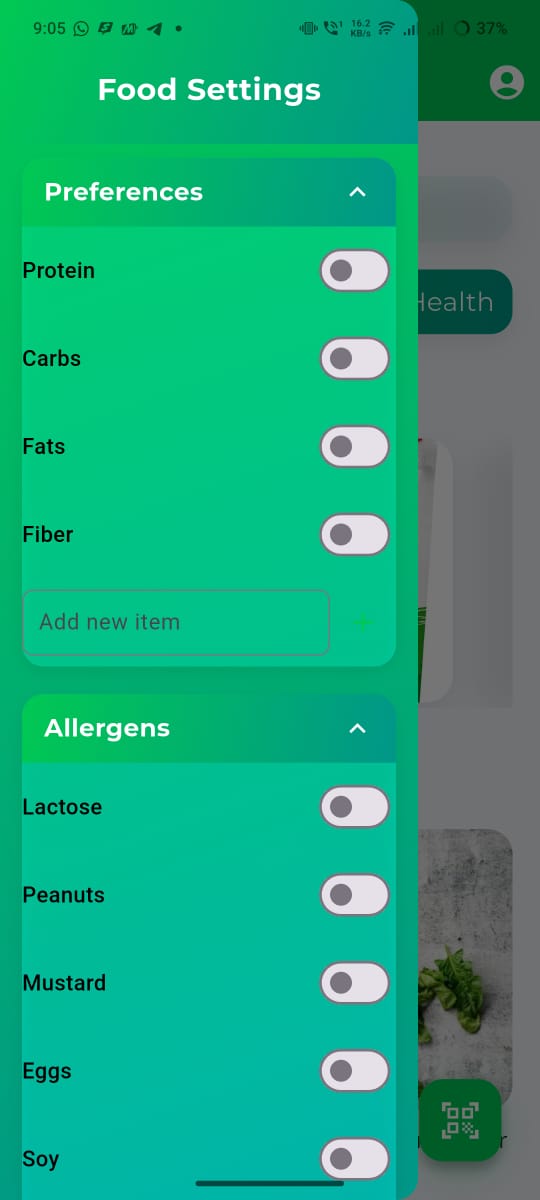 9:05 1 16.2 KB/s 37%
Food Settings
Preferences
Protein
Health
Carbs
Fats
Fiber
Add new item +
Allergens
Lactose
Peanuts
Mustard
Eggs
Soy